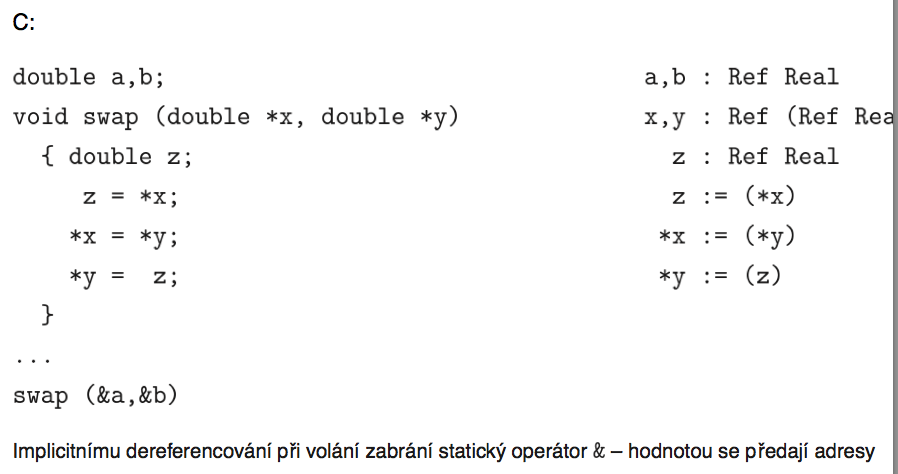 C:
double a,b; a,b : Ref Real
void swap (double *x, double *y) x,y : Ref (Ref Rea
{ double z; z : Ref Real
z = *x; z := (*x)
*x = *y; *x := (*y)
*y = z; *y := (z)
}
...
swap (&a,&b)
Implicitnímu dereferencování při volání zabrání statický operátor & – hodnotou se předají adresy